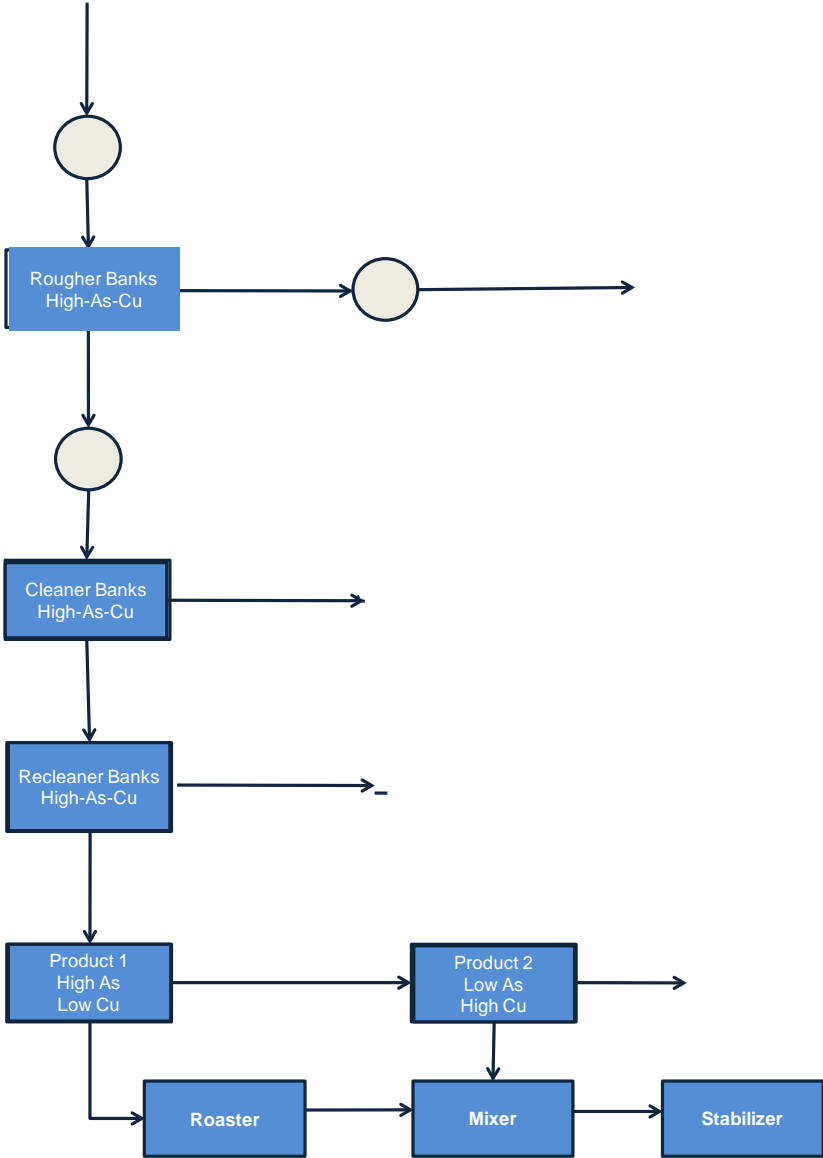 Rougher Banks
High-As-Cu
Cleaner Banks
High-As-Cu
Recleaner Banks
High-As-Cu
Product 1
High As
Low Cu
Product 2
Low As
High Cu
Roaster
Mixer
Stabilizer